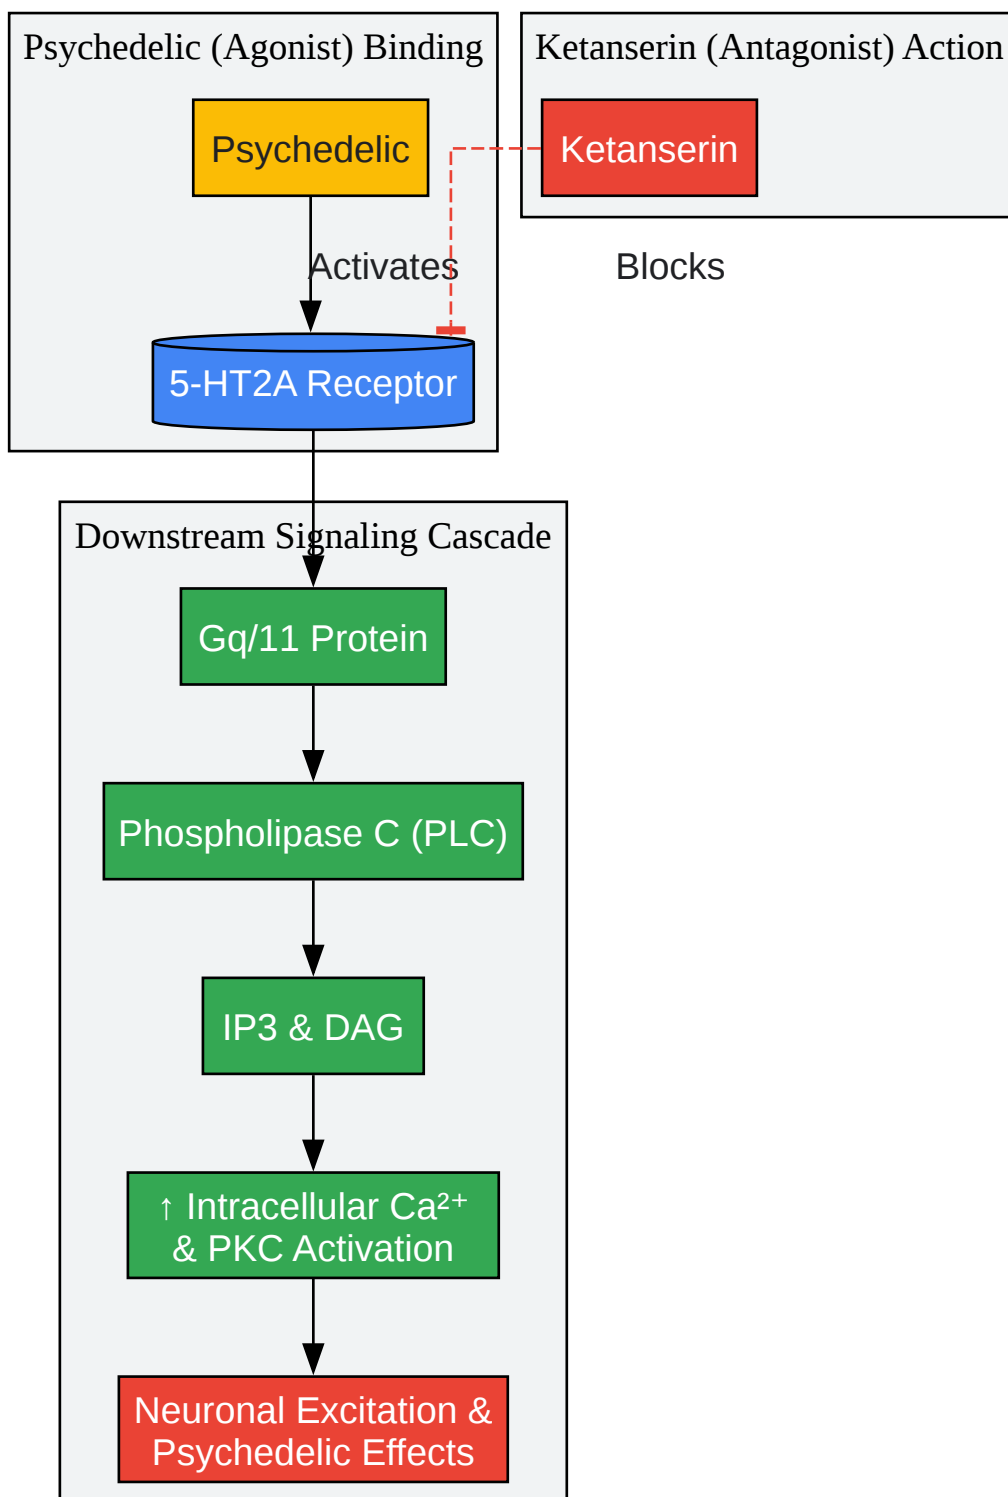 Psychedelic (Agonist) Binding
Ketanserin (Antagonist) Action
Psychedelic
Ketanserin
Activates
Blocks
5-HT2A Receptor
Downstream Signaling Cascade
Gq/11 Protein
Phospholipase C (PLC)
IP3 & DAG
↑ Intracellular Ca²⁺
& PKC Activation
Neuronal Excitation &
Psychedelic Effects